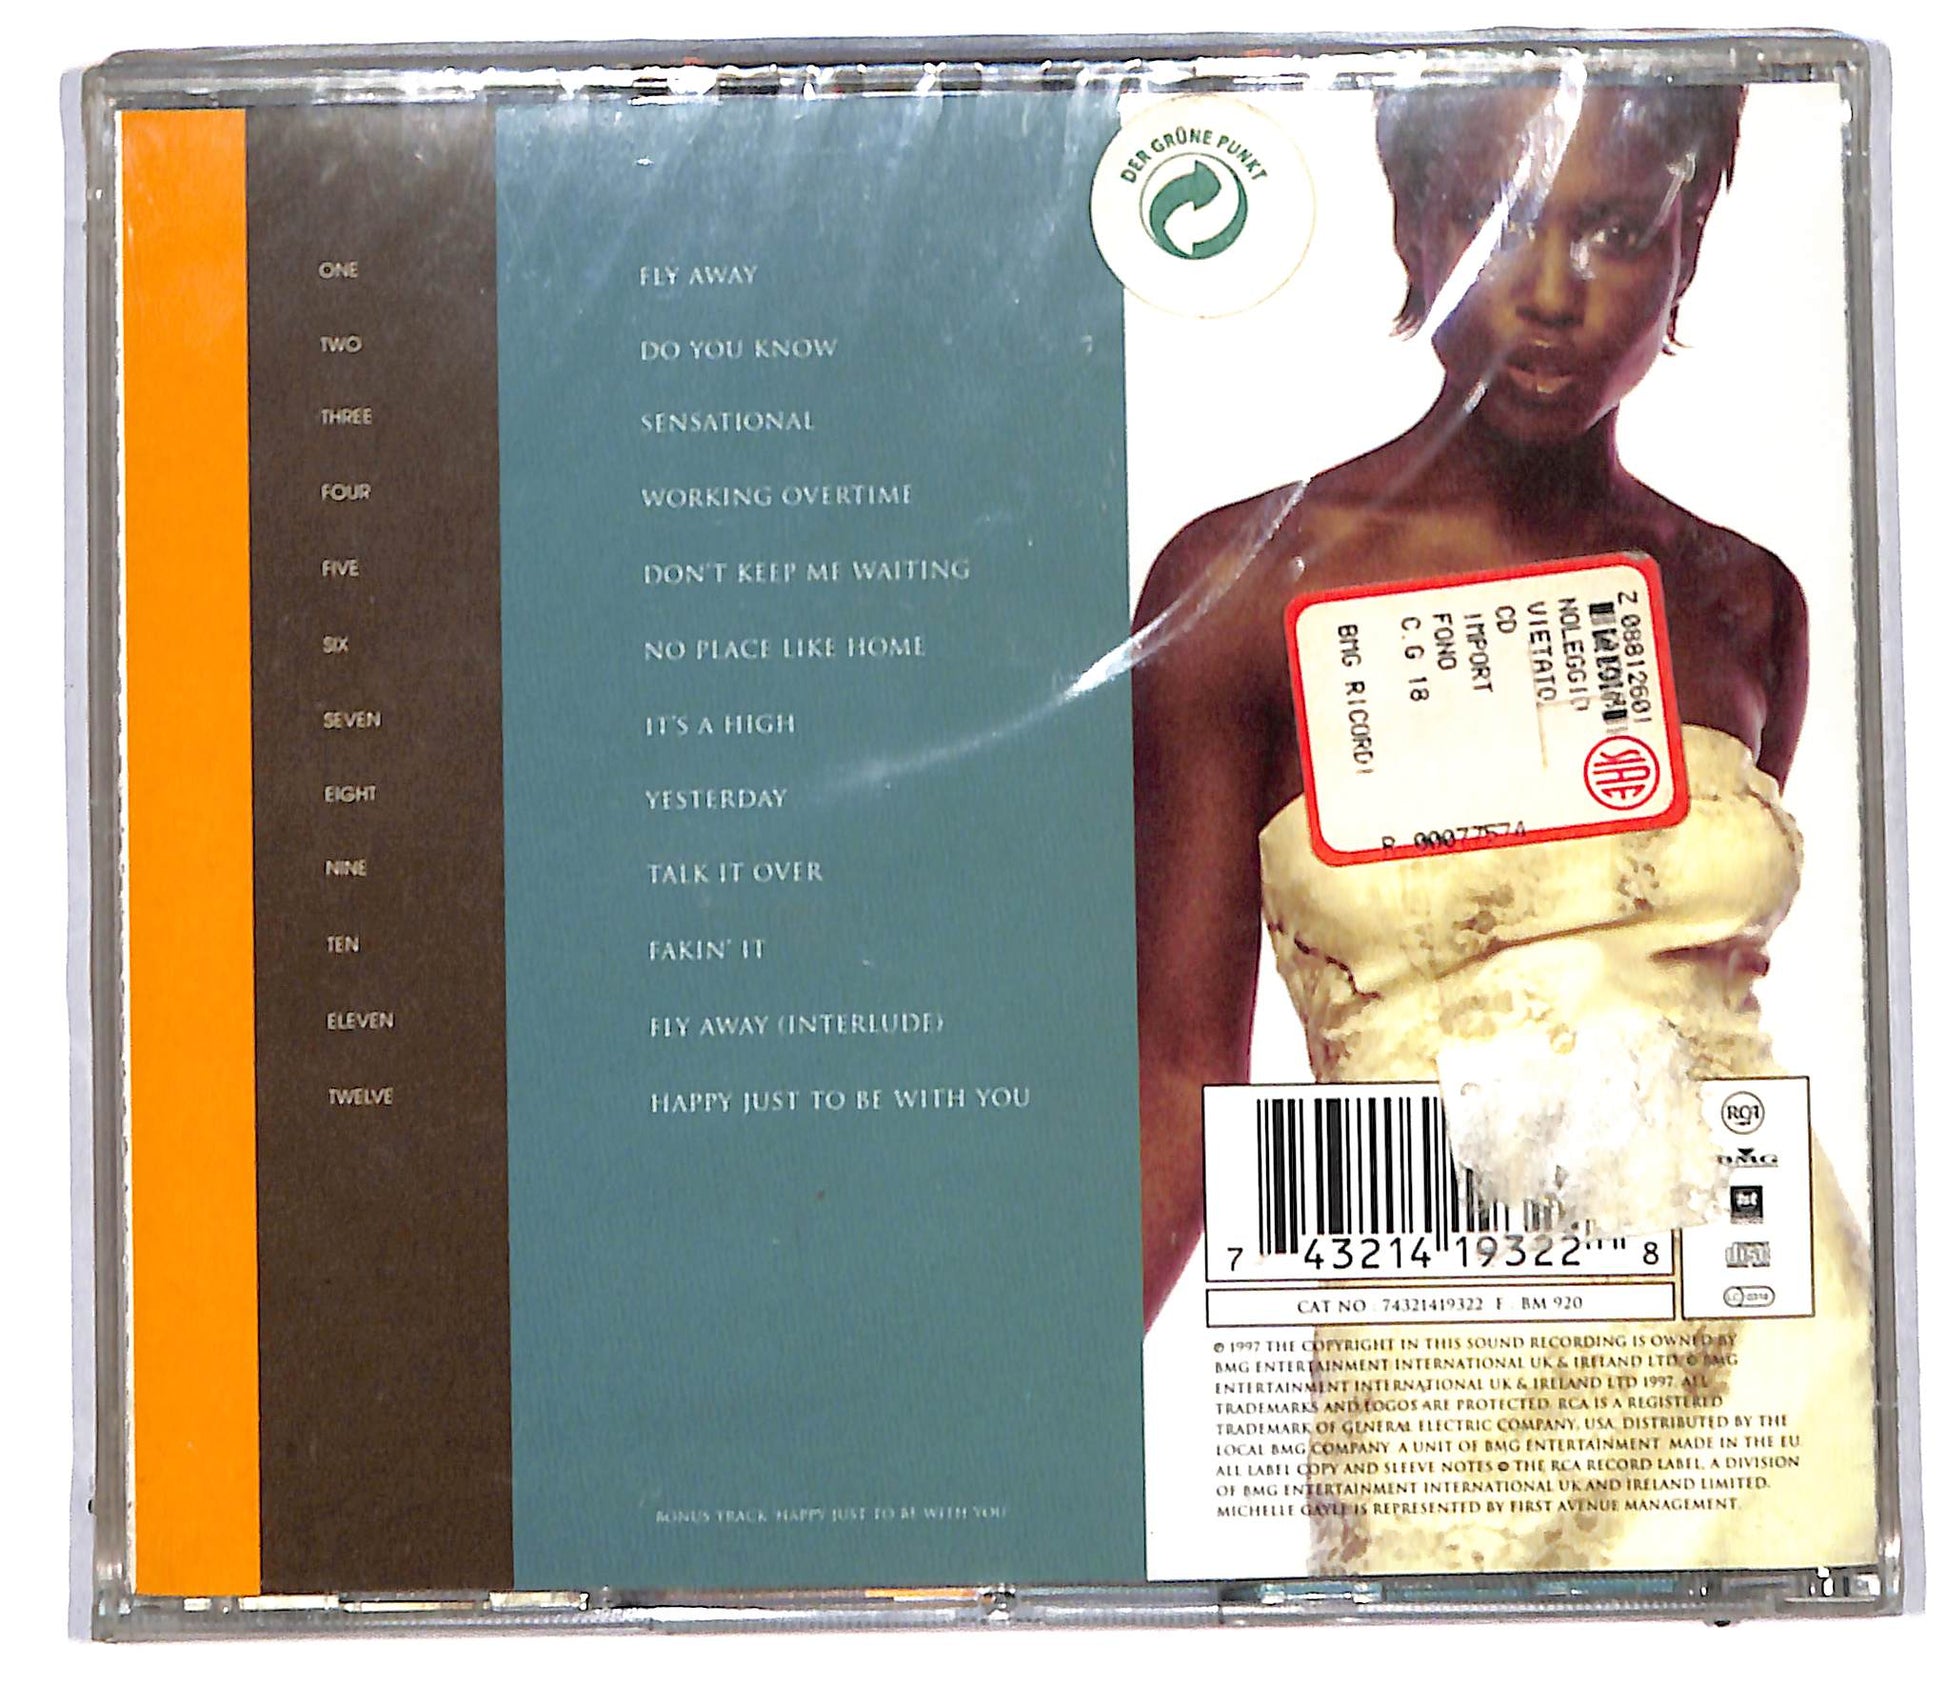 DER GRÜNE PUNKT
ONE FLY AWAY
TWO DO YOU KNOW
THREE SENSATIONAL
FOUR WORKING OVERTIME
FIVE DON'T KEEP ME WAITING
SIX NO PLACE LIKE HOME
SEVEN IT'S A HIGH
EIGHT YESTERDAY
NINE TALK IT OVER
TEN FAKIN' IT
ELEVEN FLY AWAY (INTERLUDE)
TWELVE HAPPY JUST TO BE WITH YOU
BONUS TRACK HAPPY JUST TO BE WITH YOU
Z 08812601
NOLEGGIO
VIETATO
CD
IMPORT
FONO
C.G 18
BMG RICORDI
SIAE
R 00077574
RCA
BMG
1st
disc
7 43214 19322 8
CAT NO : 74321419322 F : BM 920
℗ 1997 THE COPYRIGHT IN THIS SOUND RECORDING IS OWNED BY
BMG ENTERTAINMENT INTERNATIONAL UK & IRELAND LTD. © BMG
ENTERTAINMENT INTERNATIONAL UK & IRELAND LTD 1997. ALL
TRADEMARKS AND LOGOS ARE PROTECTED. RCA IS A REGISTERED
TRADEMARK OF GENERAL ELECTRIC COMPANY, USA. DISTRIBUTED BY THE
LOCAL BMG COMPANY. A UNIT OF BMG ENTERTAINMENT. MADE IN THE EU.
ALL LABEL COPY AND SLEEVE NOTES ℗ THE RCA RECORD LABEL, A DIVISION
OF BMG ENTERTAINMENT INTERNATIONAL UK AND IRELAND LIMITED.
MICHELLE GAYLE IS REPRESENTED BY FIRST AVENUE MANAGEMENT.